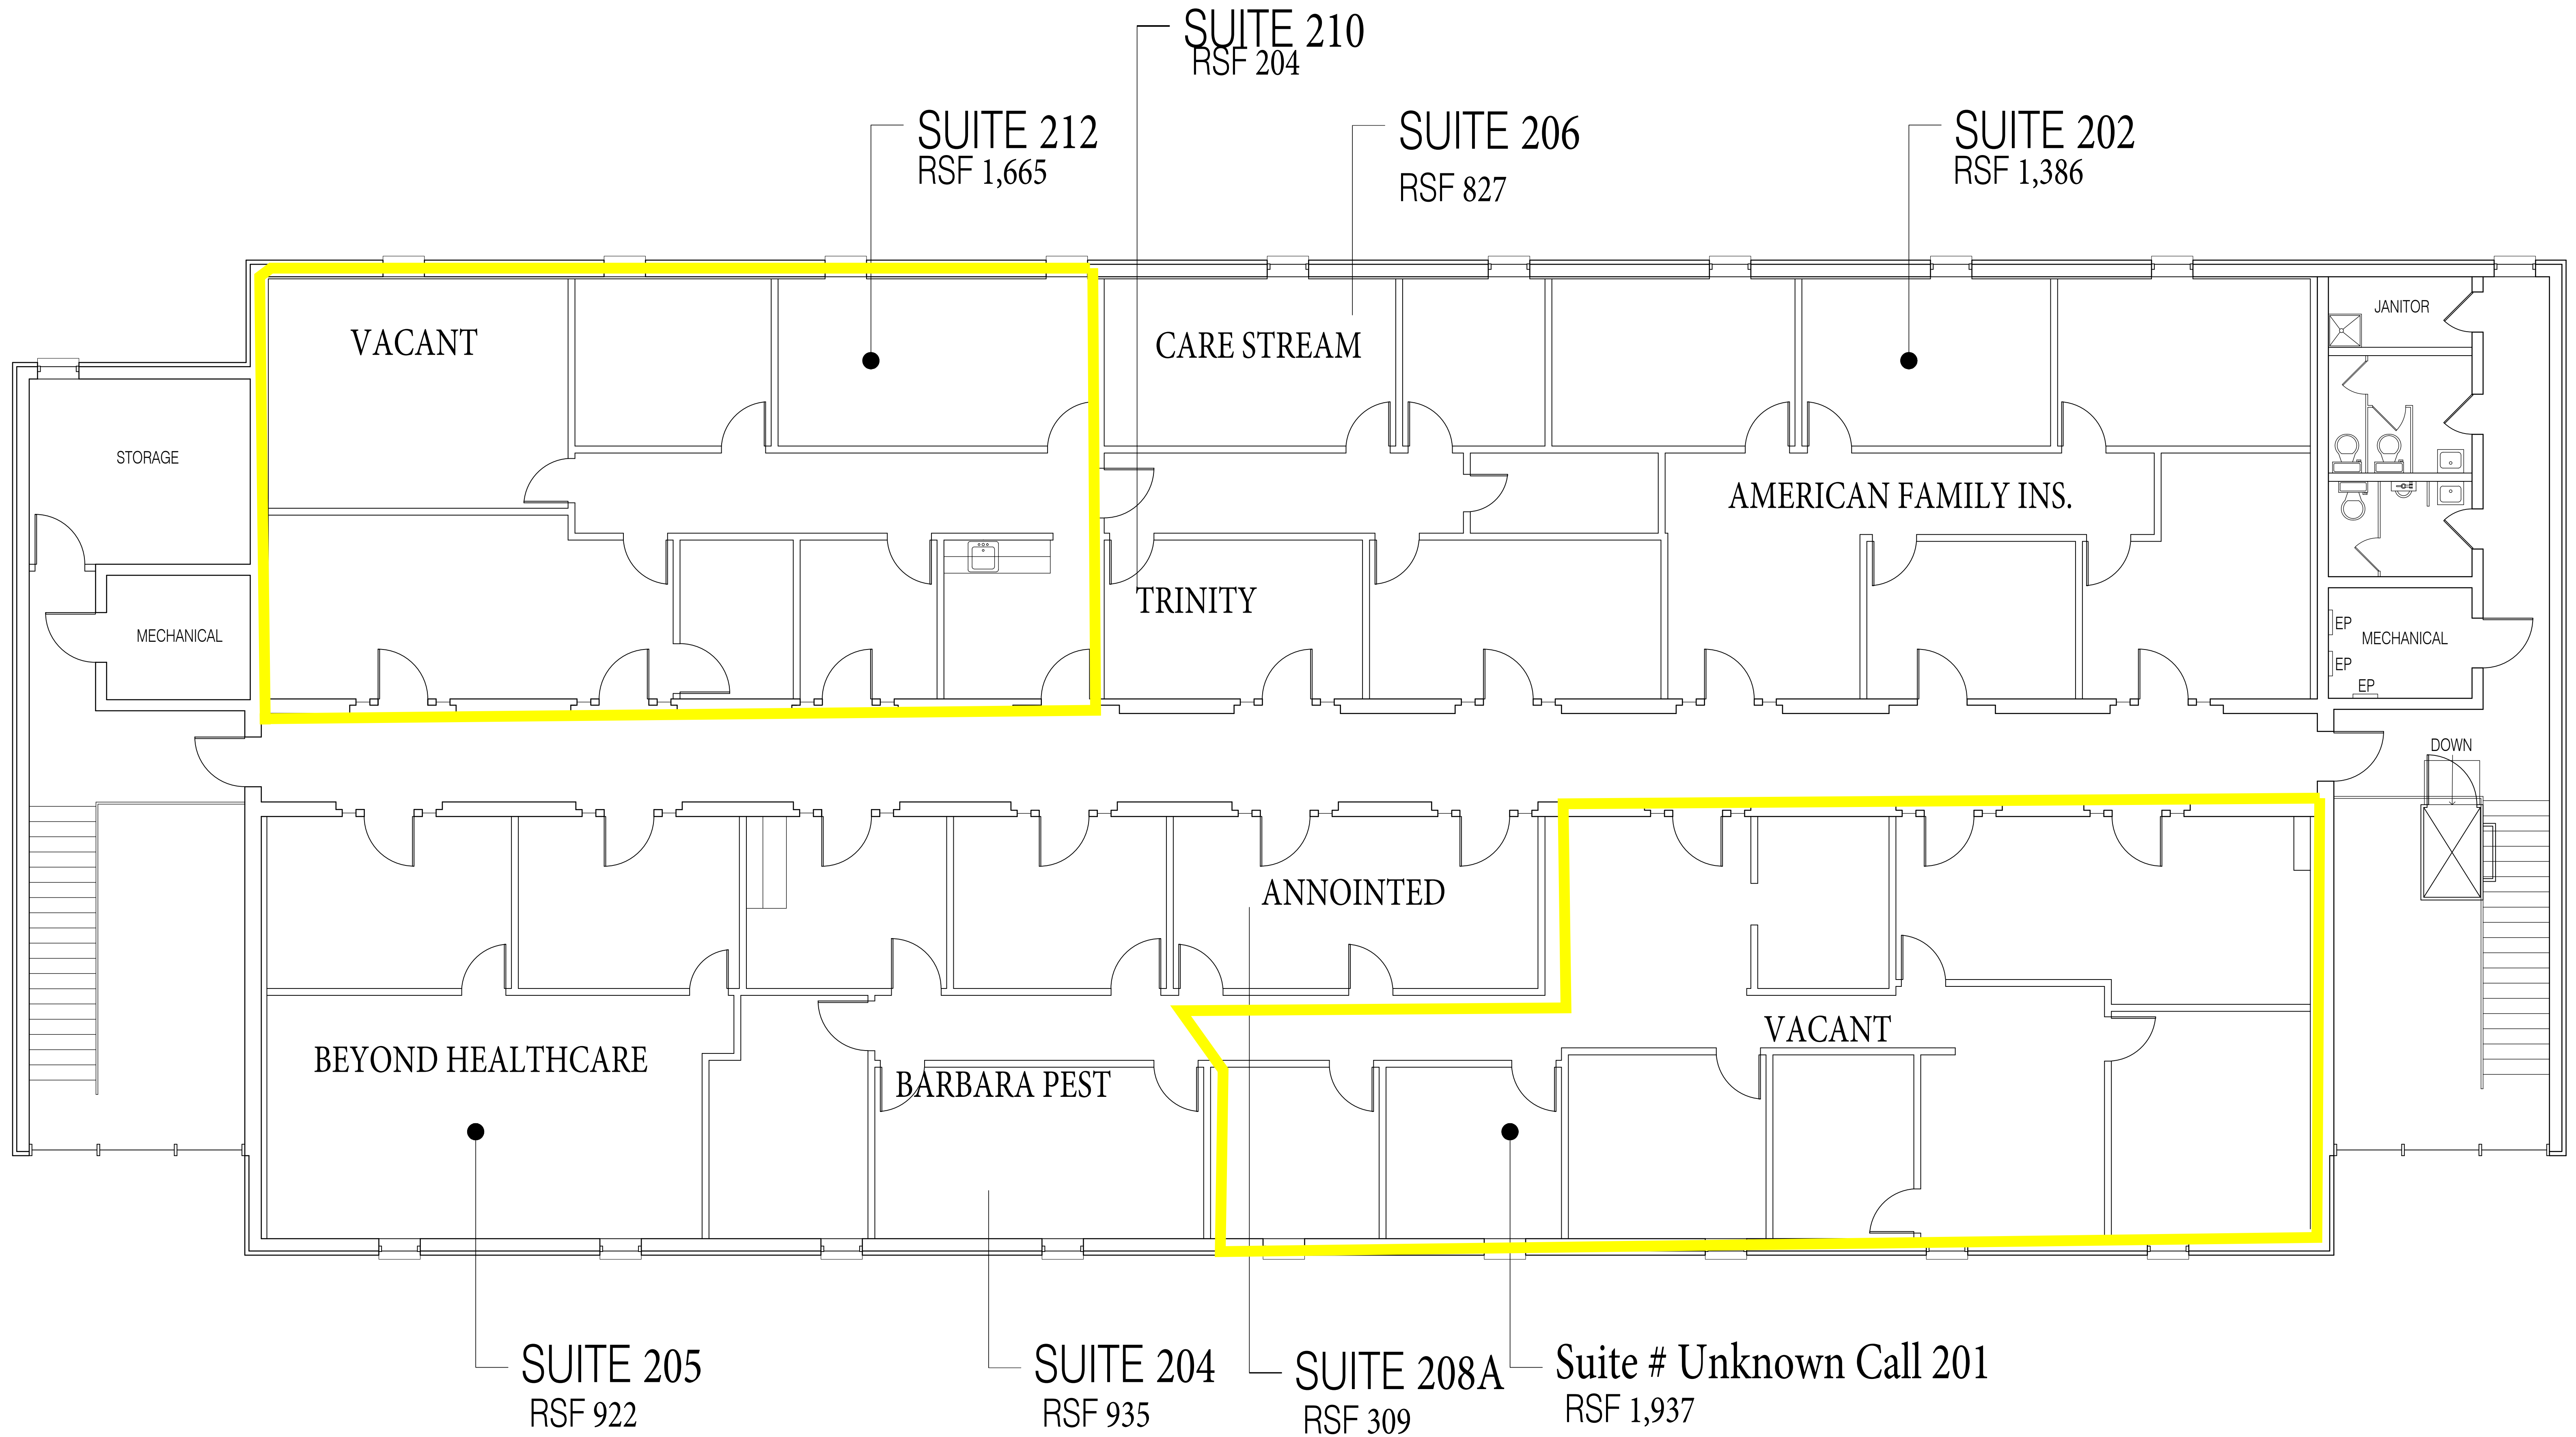 SUITE 210
RSF 204
SUITE 212
RSF 1,665
SUITE 206
RSF 827
SUITE 202
RSF 1,386
VACANT
CARE STREAM
JANITOR
STORAGE
AMERICAN FAMILY INS.
TRINITY
MECHANICAL
EP
MECHANICAL
EP
EP
DOWN
ANNOINTED
VACANT
BEYOND HEALTHCARE
BARBARA PEST
SUITE 205
RSF 922
SUITE 204
RSF 935
SUITE 208A
RSF 309
Suite # Unknown Call 201
RSF 1,937